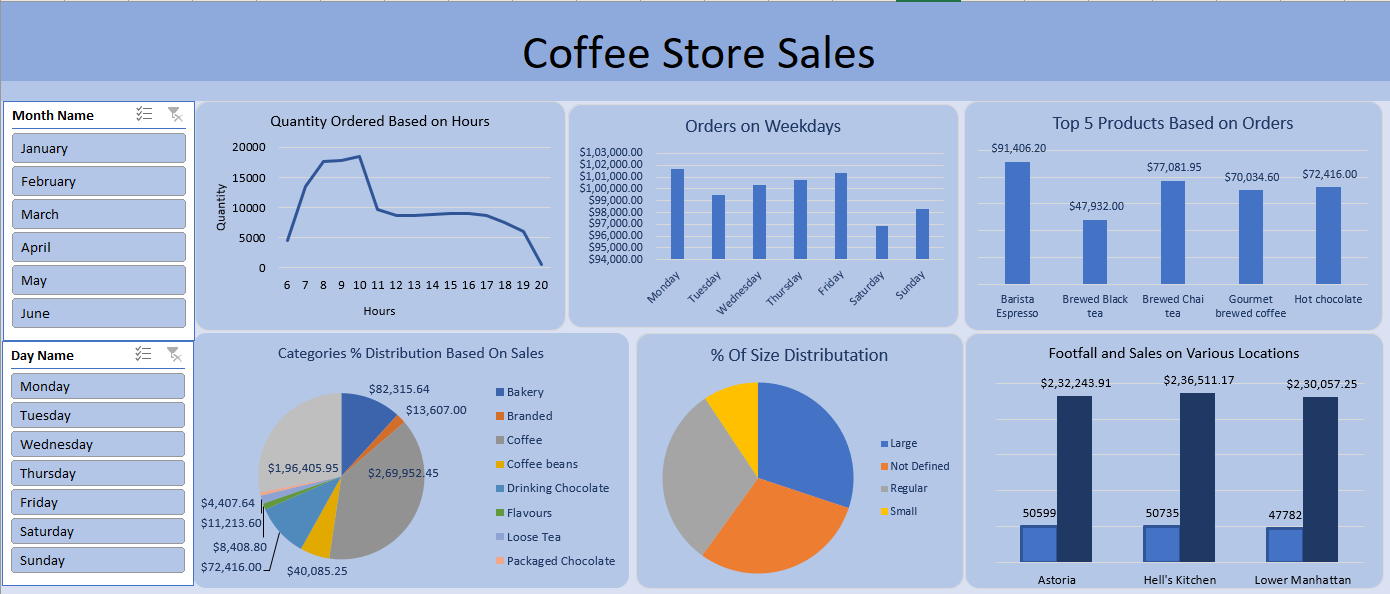 Coffee Store Sales
Month Name
January
February
March
April
May
June
Day Name
Monday
Tuesday
Wednesday
Thursday
Friday
Saturday
Sunday
Quantity Ordered Based on Hours
20000
15000
10000
5000
0
Quantity
6 7 8 9 10 11 12 13 14 15 16 17 18 19 20
Hours
Orders on Weekdays
$1,03,000.00
$1,02,000.00
$1,01,000.00
$1,00,000.00
$99,000.00
$98,000.00
$97,000.00
$96,000.00
$95,000.00
$94,000.00
Monday Tuesday Wednesday Thursday Friday Saturday Sunday
Top 5 Products Based on Orders
$91,406.20
$47,932.00
$77,081.95
$70,034.60
$72,416.00
Barista Espresso
Brewed Black tea
Brewed Chai tea
Gourmet brewed coffee
Hot chocolate
Categories % Distribution Based On Sales
$82,315.64
$13,607.00
$2,69,952.45
$40,085.25
$72,416.00
$8,408.80
$11,213.60
$4,407.64
$1,96,405.95
Bakery
Branded
Coffee
Coffee beans
Drinking Chocolate
Flavours
Loose Tea
Packaged Chocolate
% Of Size Distributation
Large
Not Defined
Regular
Small
Footfall and Sales on Various Locations
$2,32,243.91
$2,36,511.17
$2,30,057.25
50599
50735
47782
Astoria
Hell's Kitchen
Lower Manhattan